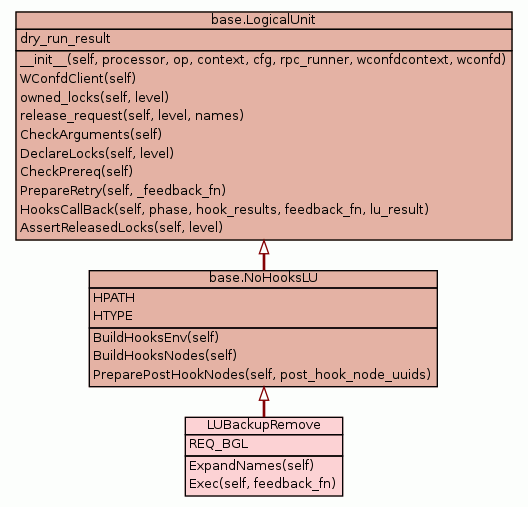 base.LogicalUnit
dry_run_result
__init__(self, processor, op, context, cfg, rpc_runner, wconfdcontext, wconfd)
WConfdClient(self)
owned_locks(self, level)
release_request(self, level, names)
CheckArguments(self)
DeclareLocks(self, level)
CheckPrereq(self)
PrepareRetry(self, _feedback_fn)
HooksCallBack(self, phase, hook_results, feedback_fn, lu_result)
AssertReleasedLocks(self, level)
base.NoHooksLU
HPATH
HTYPE
BuildHooksEnv(self)
BuildHooksNodes(self)
PreparePostHookNodes(self, post_hook_node_uuids)
LUBackupRemove
REQ_BGL
ExpandNames(self)
Exec(self, feedback_fn)